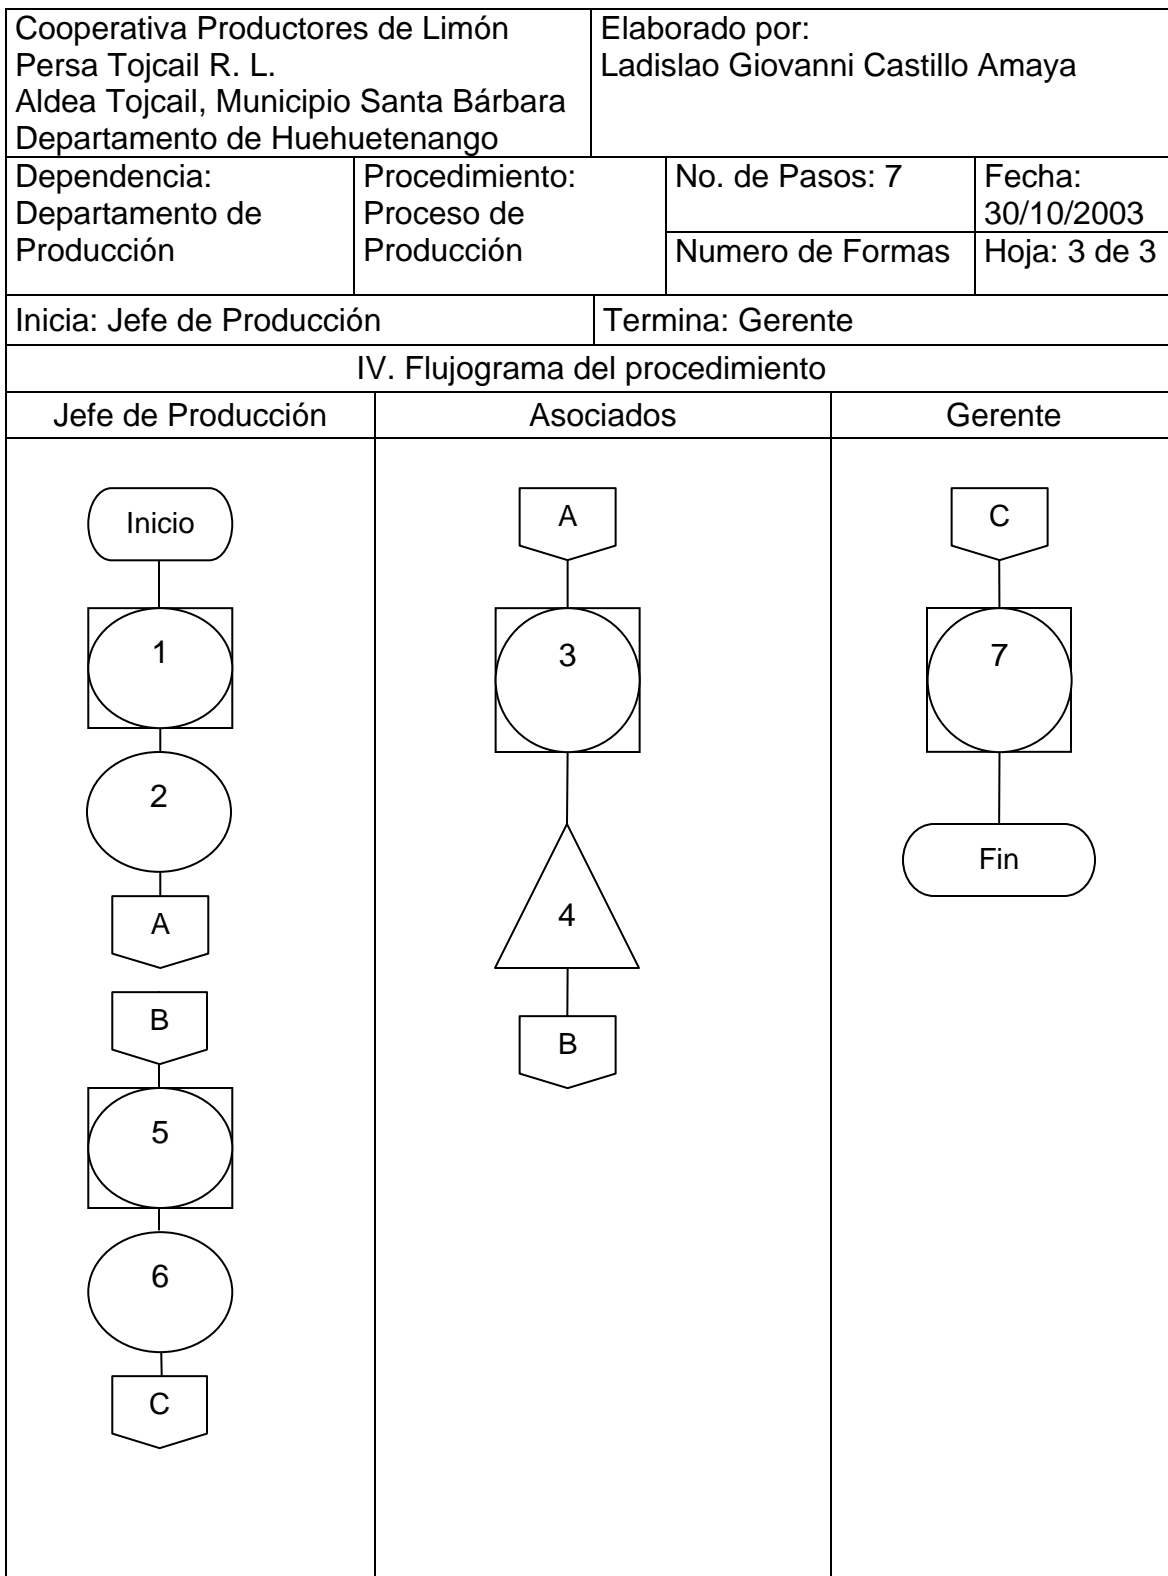 Cooperativa Productores de Limón
Persa Tojcail R. L.
Aldea Tojcail, Municipio Santa Bárbara
Departamento de Huehuetenango
Elaborado por:
Ladislao Giovanni Castillo Amaya
Dependencia:
Departamento de
Producción
Procedimiento:
Proceso de
Producción
No. de Pasos: 7
Fecha:
30/10/2003
Numero de Formas
Hoja: 3 de 3
Inicia: Jefe de Producción
Termina: Gerente
IV. Flujograma del procedimiento
Jefe de Producción
Asociados
Gerente
Inicio
1
2
A
B
5
6
C
A
3
4
B
C
7
Fin